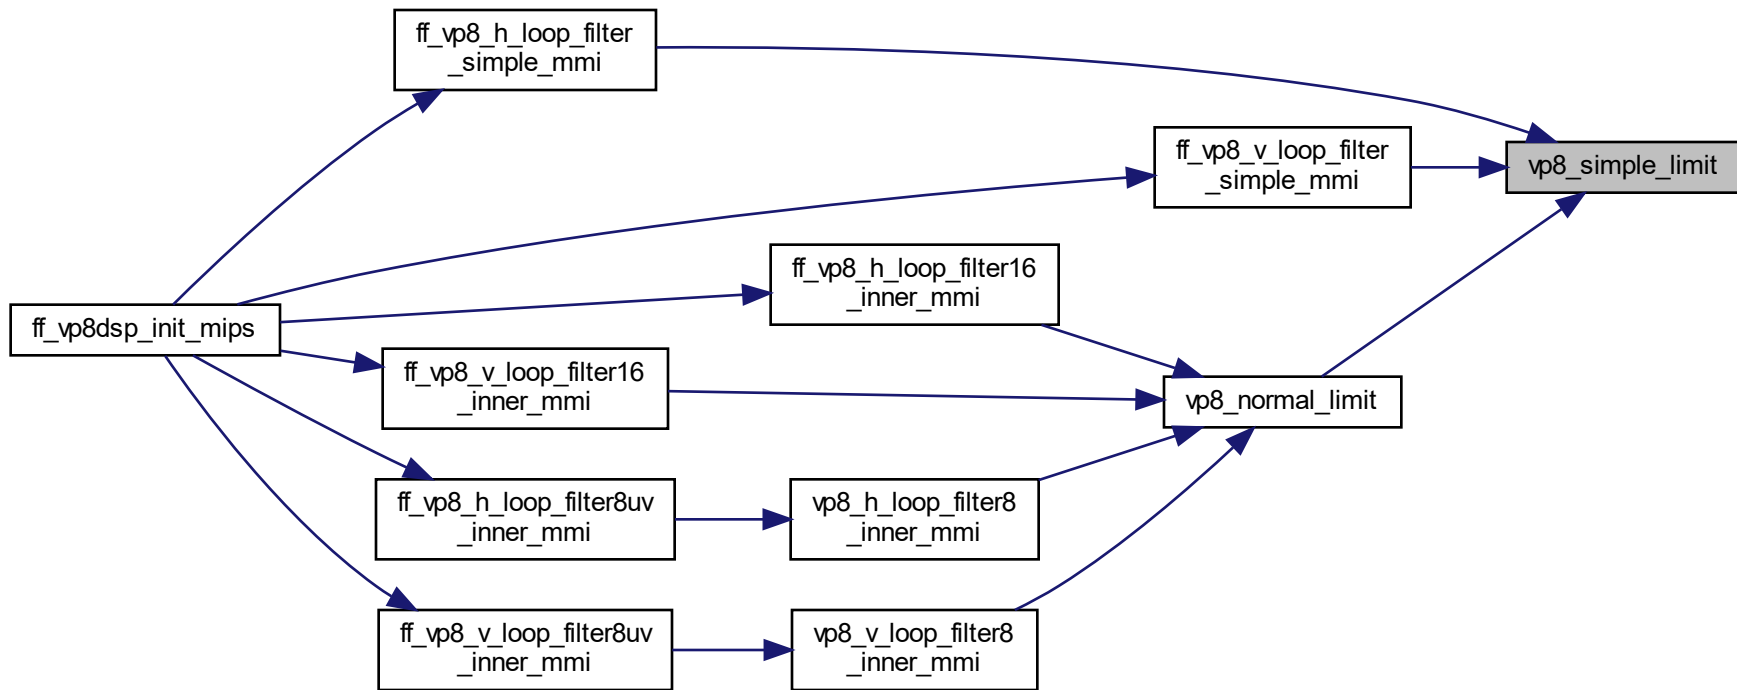 ff_vp8_h_loop_filter
_simple_mmi
ff_vp8_v_loop_filter
_simple_mmi
vp8_simple_limit
ff_vp8_h_loop_filter16
_inner_mmi
ff_vp8dsp_init_mips
ff_vp8_v_loop_filter16
_inner_mmi
vp8_normal_limit
ff_vp8_h_loop_filter8uv
_inner_mmi
vp8_h_loop_filter8
_inner_mmi
ff_vp8_v_loop_filter8uv
_inner_mmi
vp8_v_loop_filter8
_inner_mmi